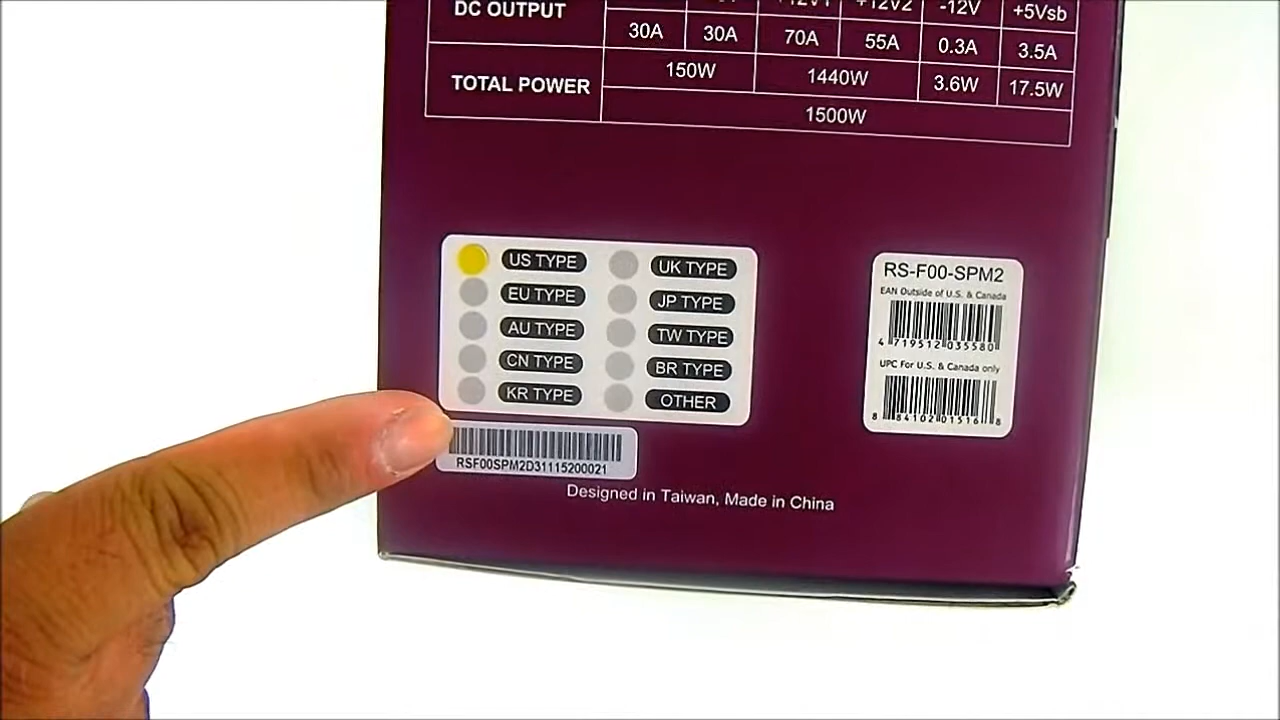 DC OUTPUT
+12V1 +12V2 -12V +5Vsb
30A 30A 70A 55A 0.3A 3.5A
TOTAL POWER
150W 1440W 3.6W 17.5W
1500W
US TYPE UK TYPE
EU TYPE JP TYPE
AU TYPE TW TYPE
CN TYPE BR TYPE
KR TYPE OTHER
RS-F00-SPM2
EAN Outside of U.S. & Canada
4 719512 035580
UPC For U.S. & Canada only
8 84102 01516 8
RSF00SPM2D31115200021
Designed in Taiwan, Made in China